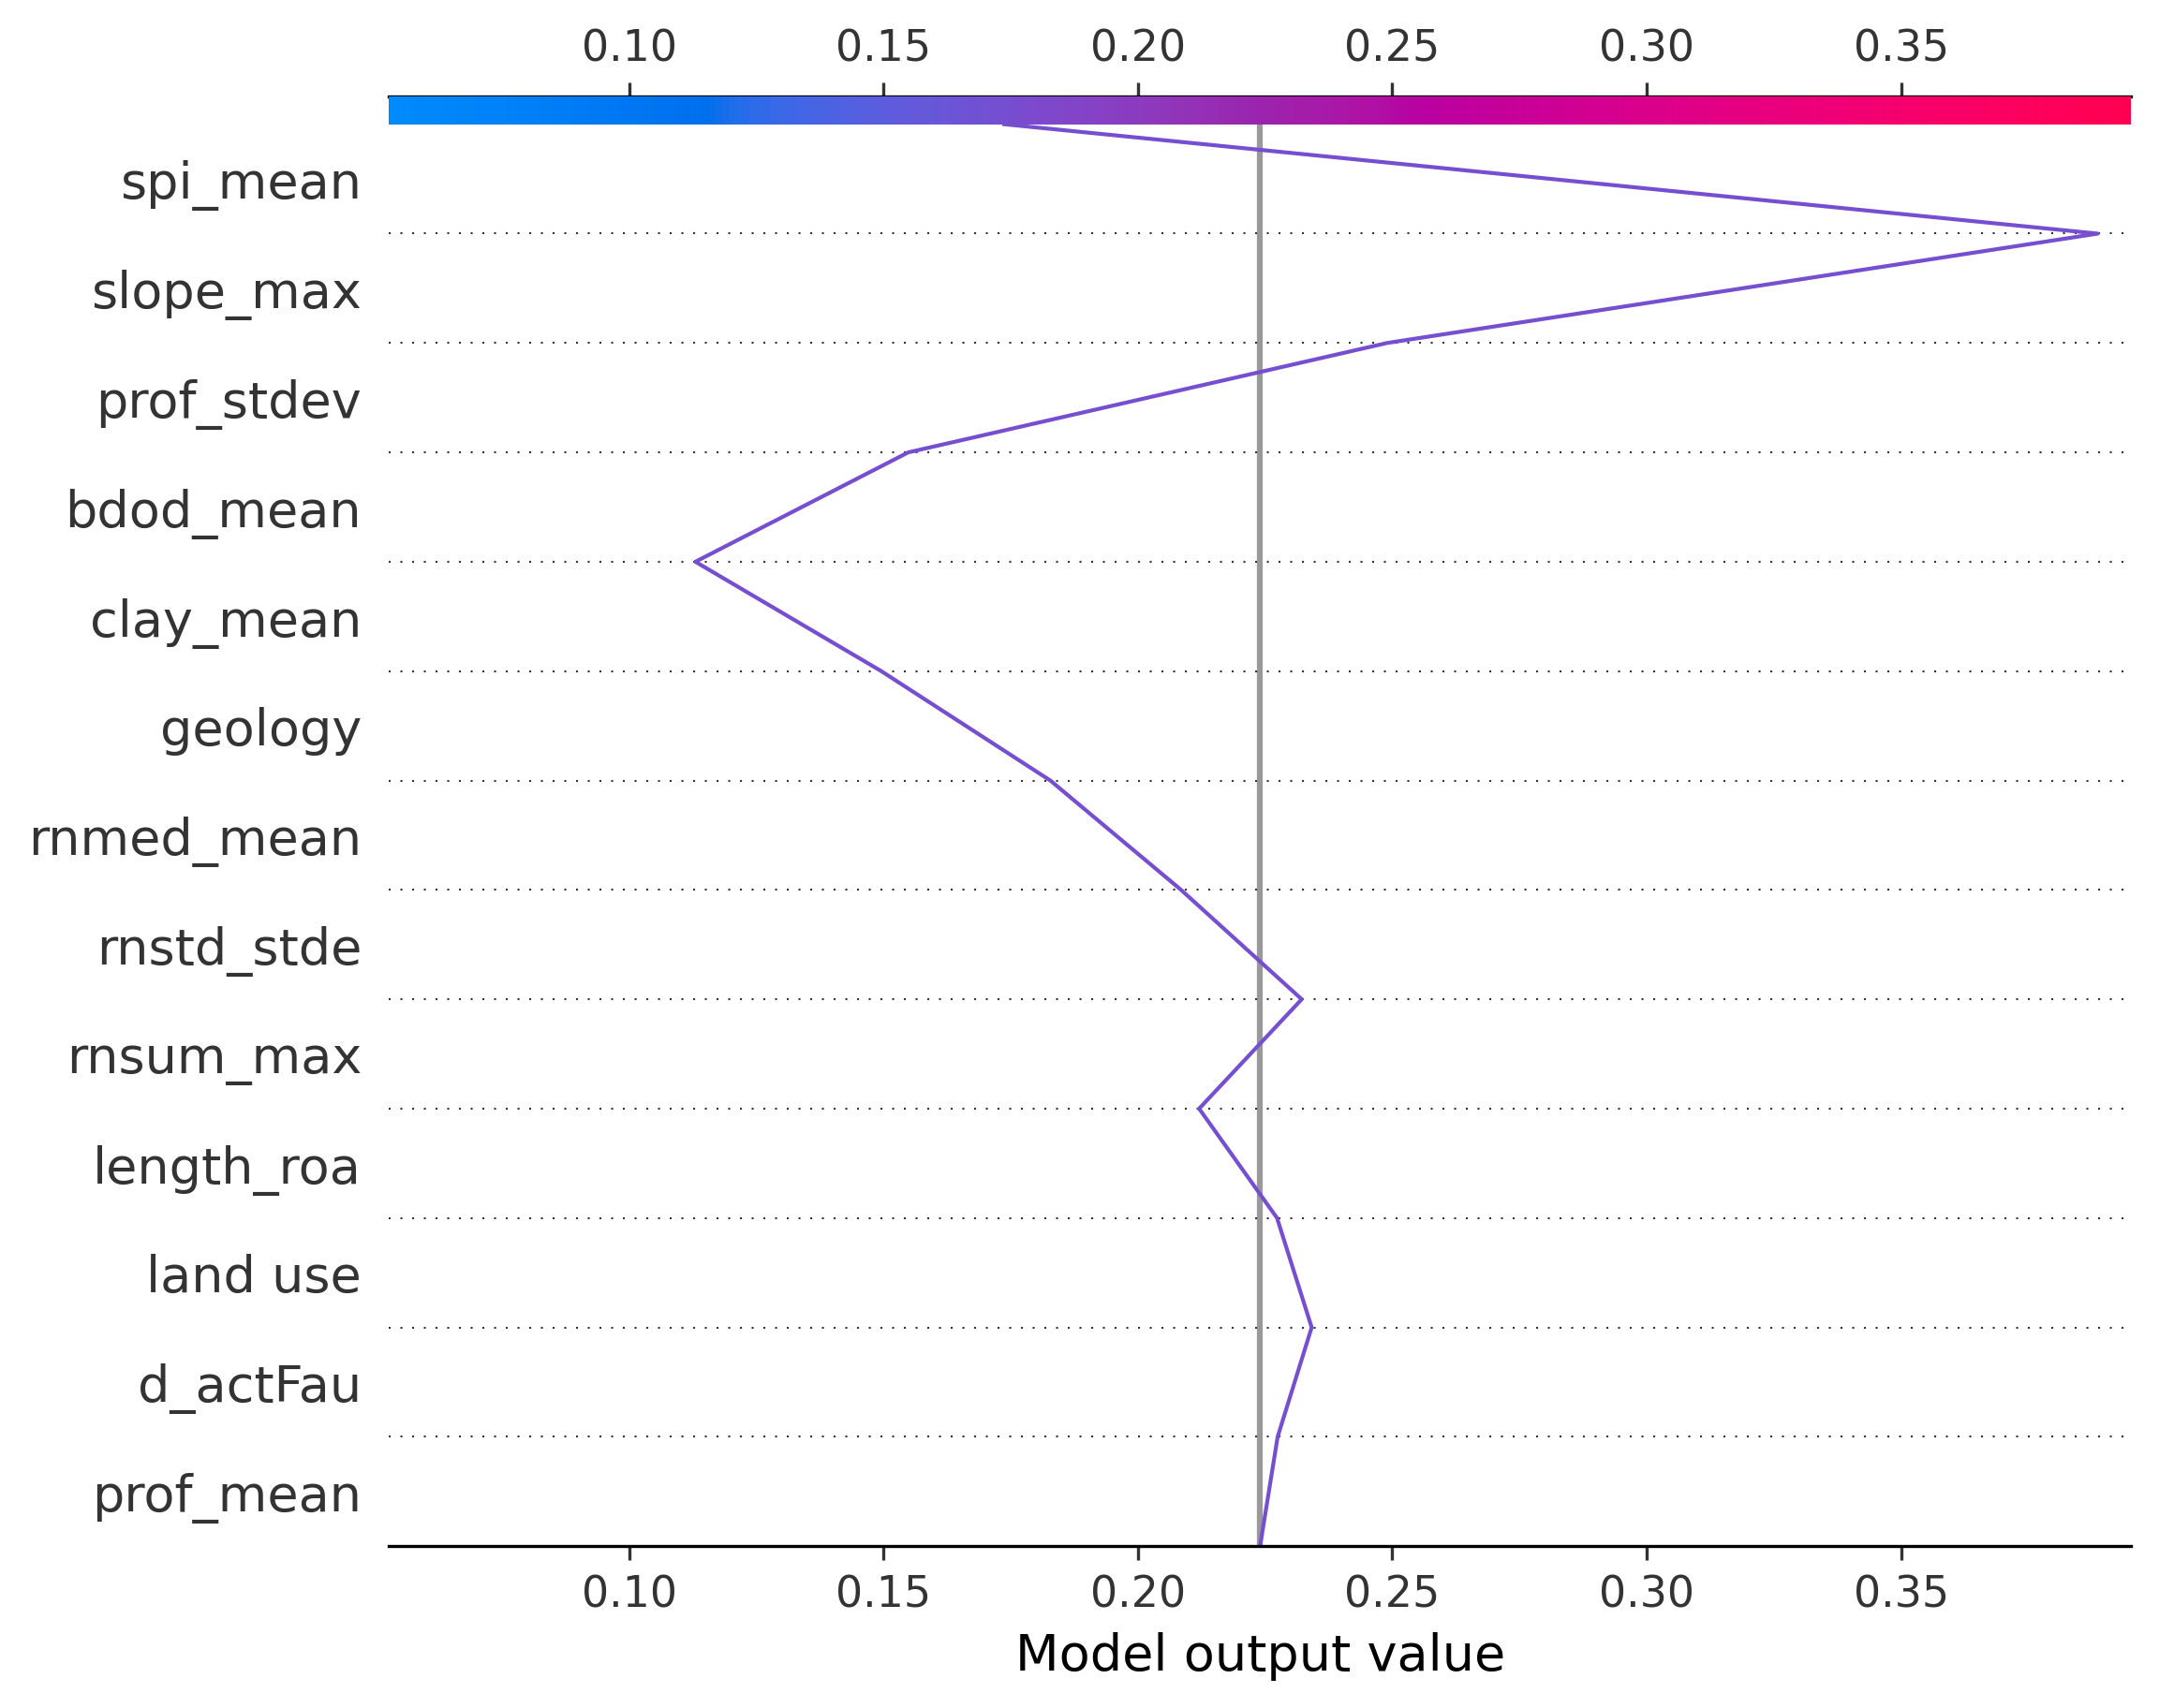 0.10 0.15 0.20 0.25 0.30 0.35
spi_mean
slope_max
prof_stdev
bdod_mean
clay_mean
geology
rnmed_mean
rnstd_stde
rnsum_max
length_roa
land use
d_actFau
prof_mean
0.10 0.15 0.20 0.25 0.30 0.35
Model output value